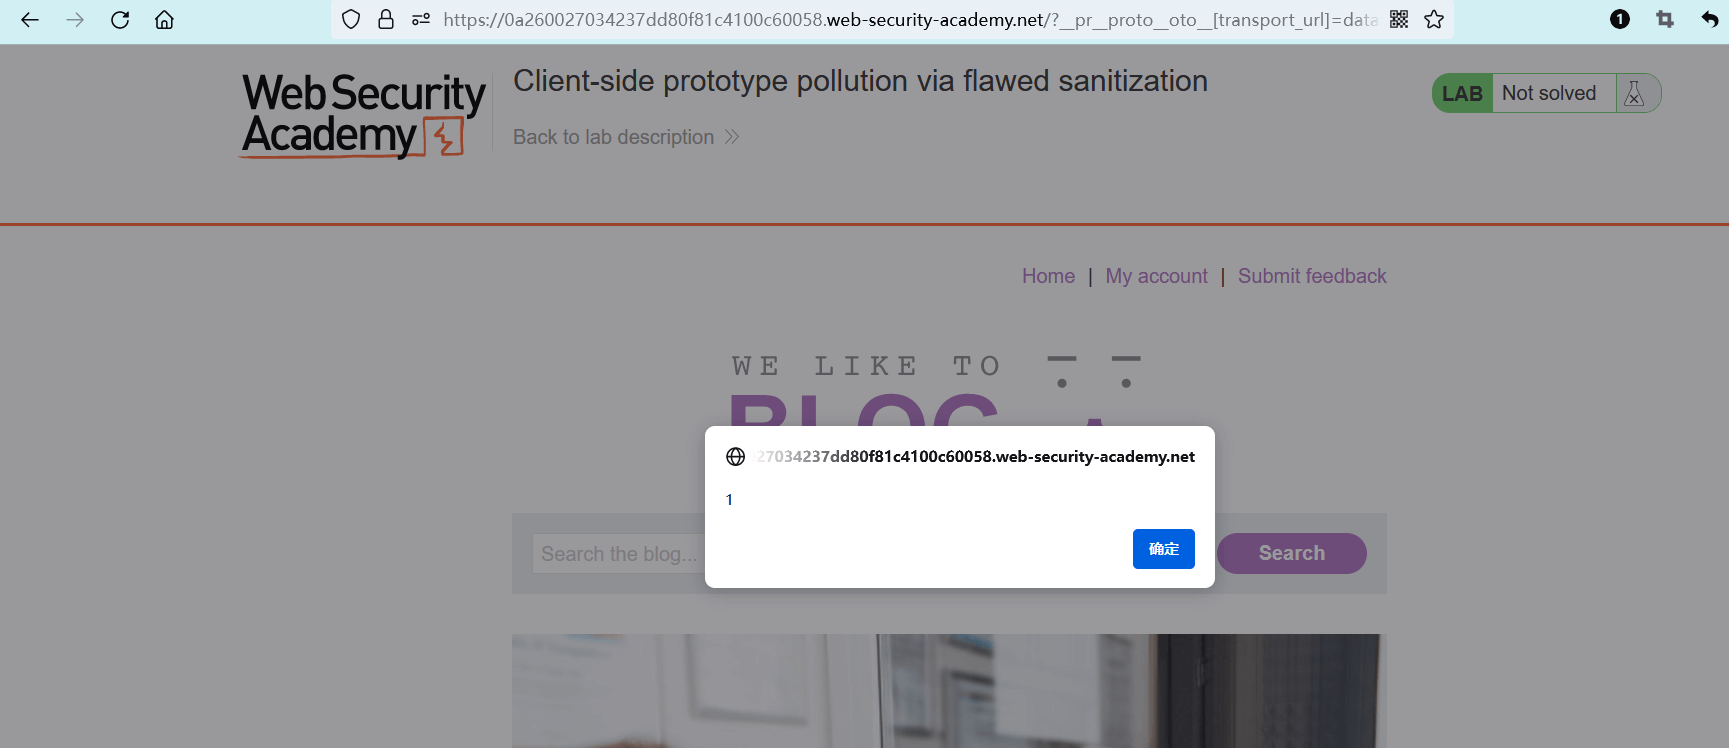 https://0a260027034237dd80f81c4100c60058.web-security-academy.net/?__pr__proto__oto__[transport_url]=data
1
WebSecurity
Academy
Client-side prototype pollution via flawed sanitization
Back to lab description
LAB Not solved
Home | My account | Submit feedback
WE LIKE TO
BLOG
27034237dd80f81c4100c60058.web-security-academy.net
1
确定
Search the blog...
Search